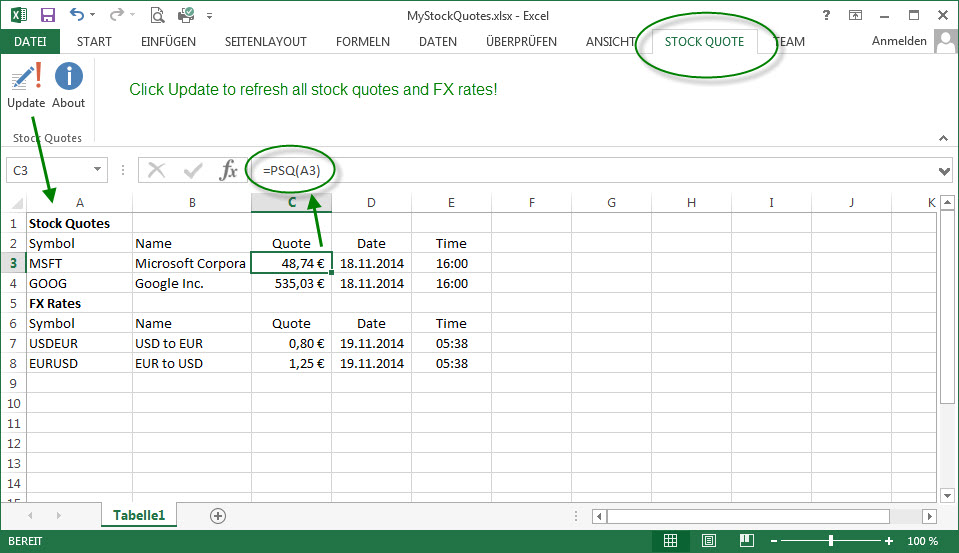 MyStockQuotes.xlsx - Excel
?
DATEI START EINFÜGEN SEITENLAYOUT FORMELN DATEN ÜBERPRÜFEN ANSICHT STOCK QUOTE TEAM Anmelden
Click Update to refresh all stock quotes and FX rates!
Update About
Stock Quotes
C3 fx =PSQ(A3)
A B C D E F G H I J K
1 Stock Quotes
2 Symbol Name Quote Date Time
3 MSFT Microsoft Corpora 48,74 € 18.11.2014 16:00
4 GOOG Google Inc. 535,03 € 18.11.2014 16:00
5 FX Rates
6 Symbol Name Quote Date Time
7 USDEUR USD to EUR 0,80 € 19.11.2014 05:38
8 EURUSD EUR to USD 1,25 € 19.11.2014 05:38
9
10
11
12
13
14
15
Tabelle1
BEREIT 100 %